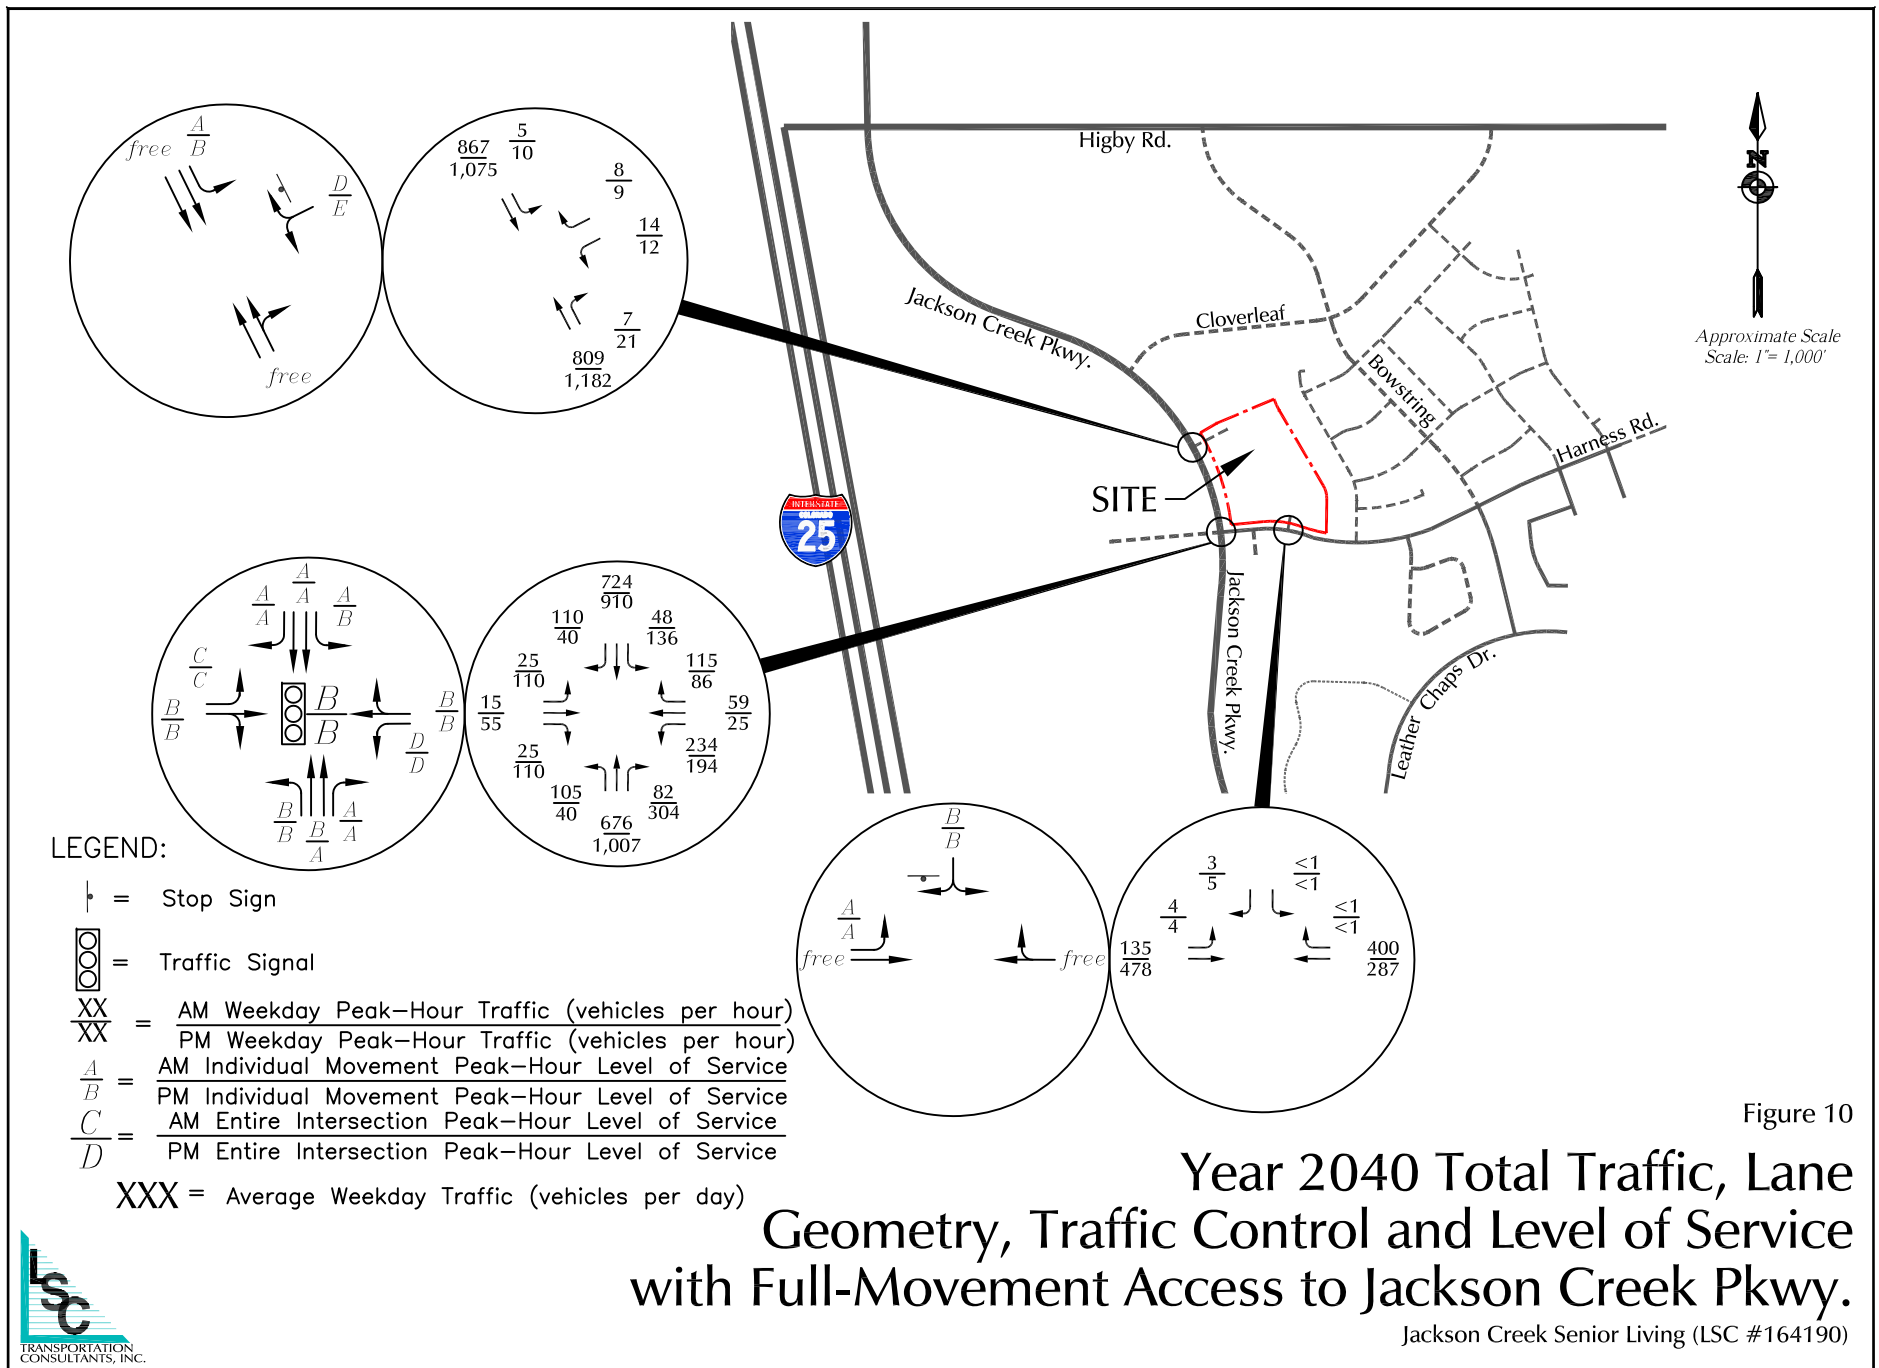 Higby Rd.
Jackson Creek Pkwy.
Cloverleaf
Bowstring
Harness Rd.
SITE
Jackson Creek Pkwy.
Leather Chaps Dr.
INTERSTATE
COLORADO
25
N
Approximate Scale
Scale: 1"= 1,000'
free
A
B
D
E
free
867
1,075
5
10
8
9
14
12
7
21
809
1,182
A
A
A
A
A
B
C
C
B
B
B
B
B
B
D
D
B
B
B
A
A
A
724
910
110
40
48
136
25
110
115
86
15
55
59
25
25
110
234
194
105
40
82
304
676
1,007
B
B
A
A
free
free
3
5
<1
<1
4
4
<1
<1
135
478
400
287
LEGEND:
= Stop Sign
= Traffic Signal
XX
XX
= AM Weekday Peak-Hour Traffic (vehicles per hour)
PM Weekday Peak-Hour Traffic (vehicles per hour)
A
B
= AM Individual Movement Peak-Hour Level of Service
PM Individual Movement Peak-Hour Level of Service
C
D
= AM Entire Intersection Peak-Hour Level of Service
PM Entire Intersection Peak-Hour Level of Service
XXX = Average Weekday Traffic (vehicles per day)
Figure 10
Year 2040 Total Traffic, Lane
Geometry, Traffic Control and Level of Service
with Full-Movement Access to Jackson Creek Pkwy.
Jackson Creek Senior Living (LSC #164190)
LSC
TRANSPORTATION
CONSULTANTS, INC.